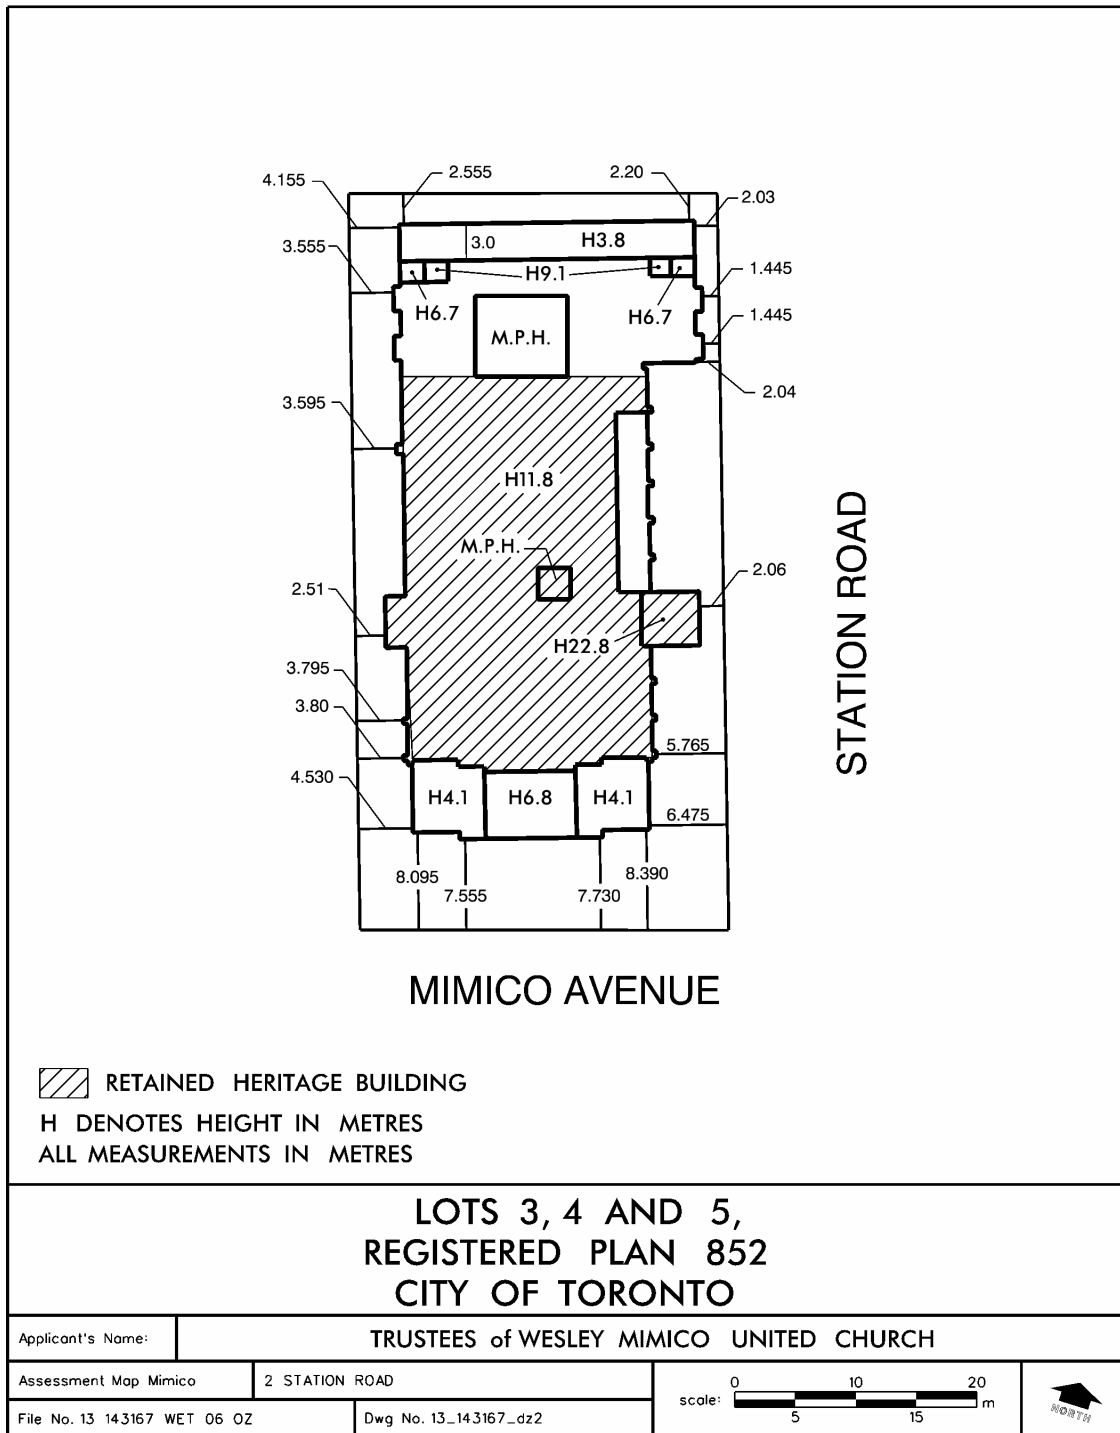 2.555
2.20
4.155
2.03
3.555
3.0
H3.8
H9.1
1.445
H6.7
H6.7
1.445
M.P.H.
2.04
3.595
H11.8
M.P.H.
2.06
2.51
H22.8
3.795
3.80
5.765
4.530
H4.1
H6.8
H4.1
6.475
8.095
8.390
7.555
7.730
STATION ROAD
MIMICO AVENUE
RETAINED HERITAGE BUILDING
H DENOTES HEIGHT IN METRES
ALL MEASUREMENTS IN METRES
LOTS 3, 4 AND 5,
REGISTERED PLAN 852
CITY OF TORONTO
Applicant's Name: TRUSTEES of WESLEY MIMICO UNITED CHURCH
Assessment Map Mimico 2 STATION ROAD
File No. 13 143167 WET 06 OZ Dwg No. 13_143167_dz2
scale: 0 10 20 m
5 15
NORTH